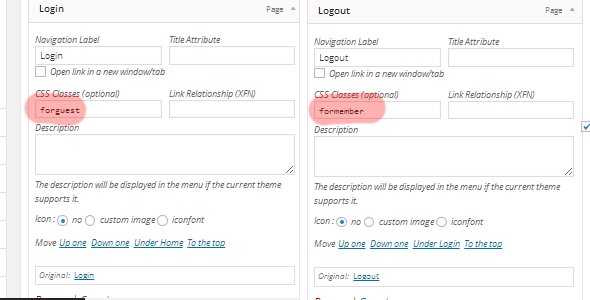 Login Page
Navigation Label Title Attribute
Login
Open link in a new window/tab
CSS Classes (optional) Link Relationship (XFN)
forguest
Description
The description will be displayed in the menu if the current theme
supports it.
Icon : no custom image iconfont
Move Up one Down one Under Home To the top
Original: Login
Logout Page
Navigation Label Title Attribute
Logout
Open link in a new window/tab
CSS Classes (optional) Link Relationship (XFN)
formember
Description
The description will be displayed in the menu if the current theme
supports it.
Icon : no custom image iconfont
Move Up one Down one Under Login To the top
Original: Logout